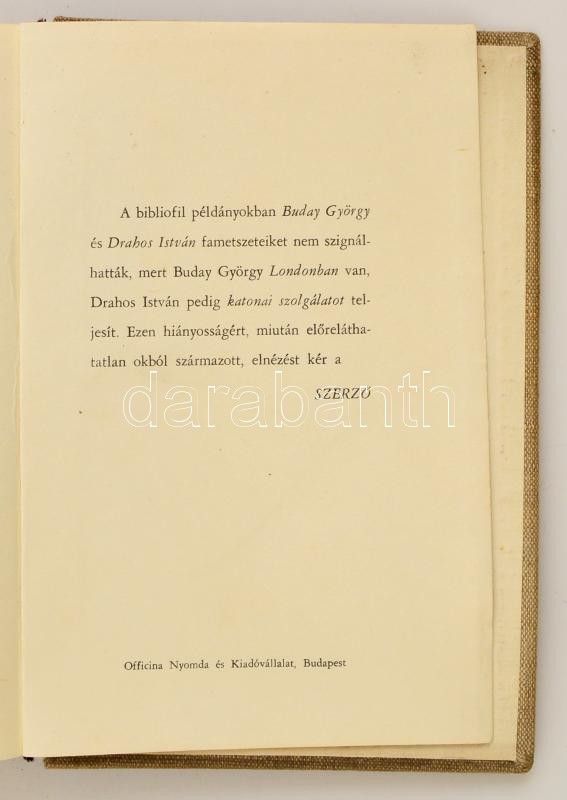 A bibliofil példányokban Buday György
és Drahos István fametszeteiket nem szignál-
hatták, mert Buday György Londonban van,
Drahos István pedig katonai szolgálatot tel-
jesít. Ezen hiányosságért, miután előrelátha-
tatlan okból származott, elnézést kér a
SZERZŐ
darabanth
Officina Nyomda és Kiadóvállalat, Budapest